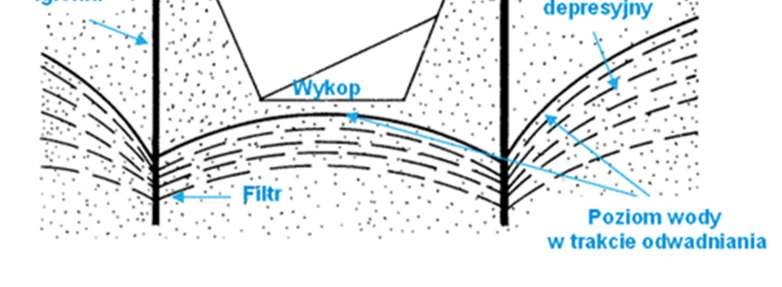 depresyjny
Wykop
Filtr
Poziom wody
w trakcie odwadniania